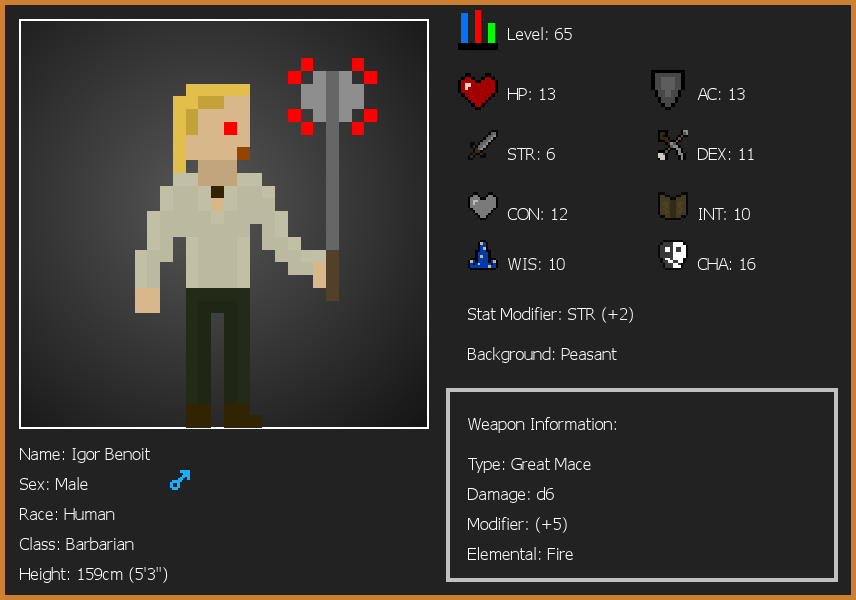 Level: 65
HP: 13
AC: 13
STR: 6
DEX: 11
CON: 12
INT: 10
WIS: 10
CHA: 16
Stat Modifier: STR (+2)
Background: Peasant
Weapon Information:
Type: Great Mace
Damage: d6
Modifier: (+5)
Elemental: Fire
Name: Igor Benoit
Sex: Male
Race: Human
Class: Barbarian
Height: 159cm (5'3")